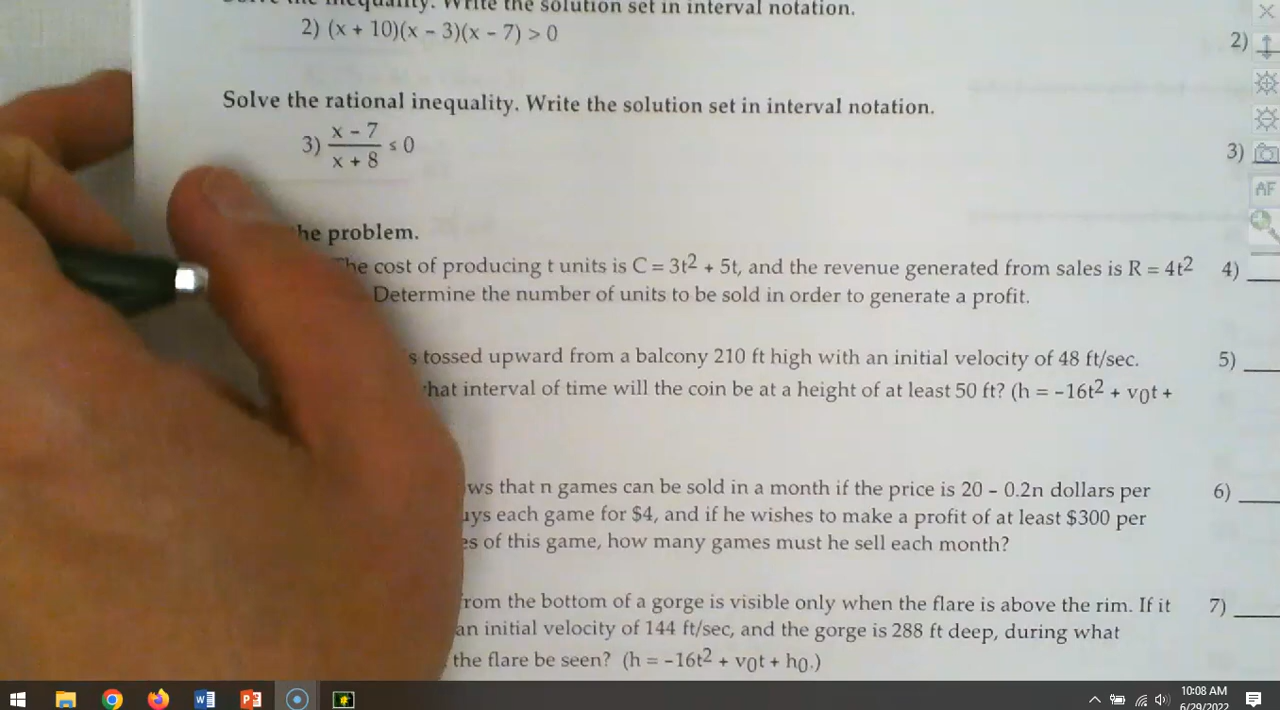 the inequality. Write the solution set in interval notation.
2) (x + 10)(x – 3)(x – 7) > 0
2)
Solve the rational inequality. Write the solution set in interval notation.
3) x – 7
x + 8
≤ 0
3)
AF
he problem.
he cost of producing t units is C = 3t² + 5t, and the revenue generated from sales is R = 4t²
4)
Determine the number of units to be sold in order to generate a profit.
s tossed upward from a balcony 210 ft high with an initial velocity of 48 ft/sec.
5)
hat interval of time will the coin be at a height of at least 50 ft? (h = –16t² + v₀t +
ws that n games can be sold in a month if the price is 20 – 0.2n dollars per
6)
uys each game for $4, and if he wishes to make a profit of at least $300 per
es of this game, how many games must he sell each month?
rom the bottom of a gorge is visible only when the flare is above the rim. If it
7)
an initial velocity of 144 ft/sec, and the gorge is 288 ft deep, during what
the flare be seen? (h = –16t² + v₀t + h₀.)
10:08 AM
6/29/2022